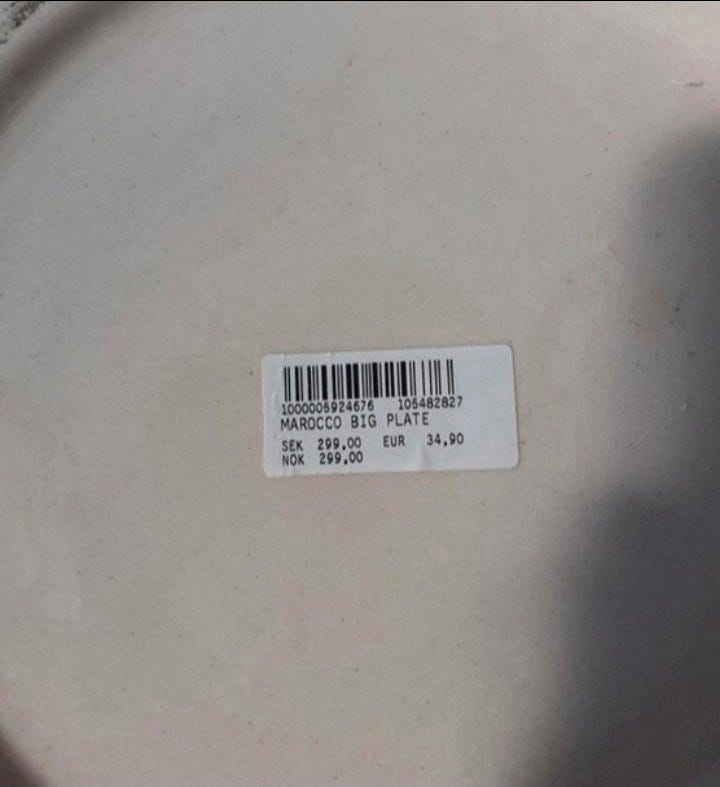 1000005924676 105482827
MAROCCO BIG PLATE
SEK 299,00 EUR 34,90
NOK 299,00